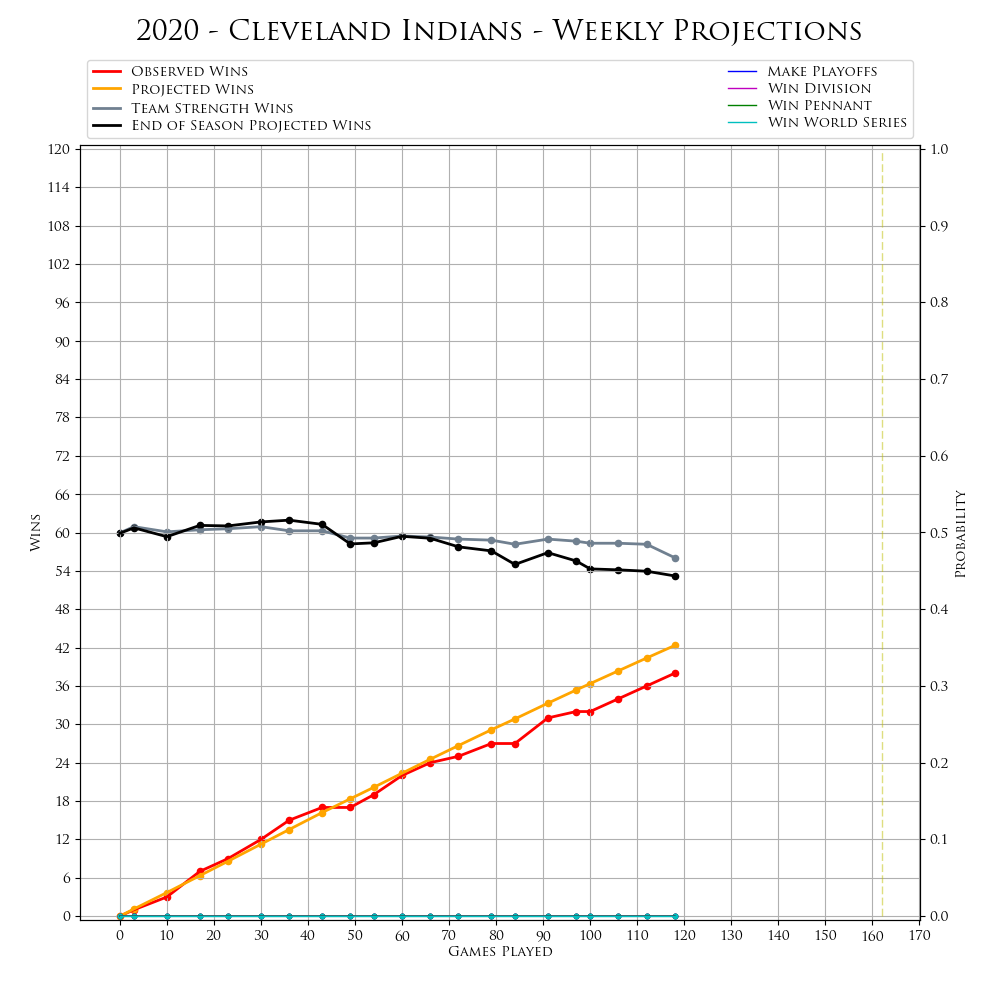 2020 - Cleveland Indians - Weekly Projections
Observed Wins
Projected Wins
Team Strength Wins
End of Season Projected Wins
Make Playoffs
Win Division
Win Pennant
Win World Series
120
114
108
102
96
90
84
78
72
66
60
54
48
42
36
30
24
18
12
6
0
Wins
1.0
0.9
0.8
0.7
0.6
0.5
0.4
0.3
0.2
0.1
0.0
Probability
0 10 20 30 40 50 60 70 80 90 100 110 120 130 140 150 160 170
Games Played